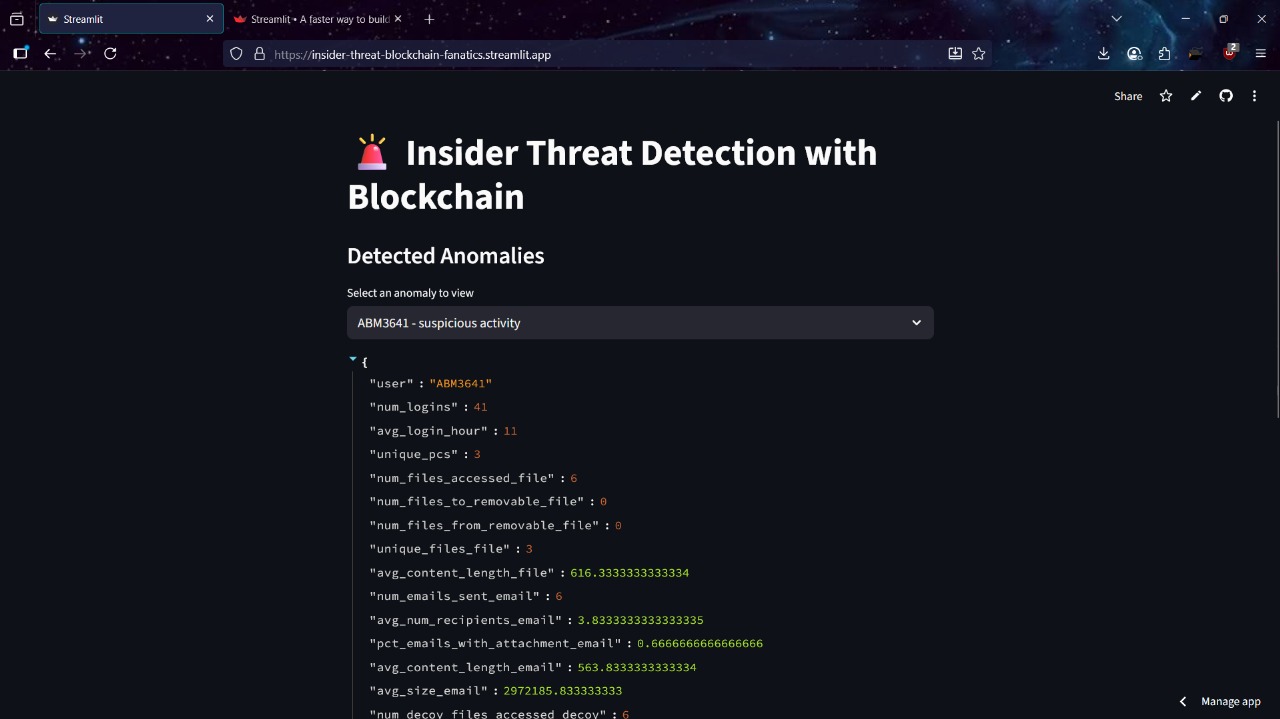 Streamlit
Streamlit • A faster way to build
https://insider-threat-blockchain-fanatics.streamlit.app
2
Share
Insider Threat Detection with
Blockchain
Detected Anomalies
Select an anomaly to view
ABM3641 - suspicious activity
{
"user" : "ABM3641"
"num_logins" : 41
"avg_login_hour" : 11
"unique_pcs" : 3
"num_files_accessed_file" : 6
"num_files_to_removable_file" : 0
"num_files_from_removable_file" : 0
"unique_files_file" : 3
"avg_content_length_file" : 616.3333333333334
"num_emails_sent_email" : 6
"avg_num_recipients_email" : 3.8333333333333335
"pct_emails_with_attachment_email" : 0.6666666666666666
"avg_content_length_email" : 563.8333333333334
"avg_size_email" : 2972185.833333333
"num_decoy_files_accessed_decoy" : 6
Manage app